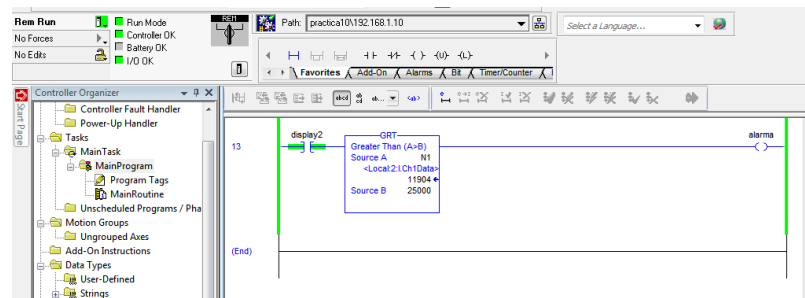 Rem Run
Run Mode
REM
Path: practica10\192.168.1.10
Select a Language...
No Forces
Controller OK
Battery OK
No Edits
I/O OK
Favorites Add-On Alarms Bit Timer/Counter
Start Page
Controller Organizer
Controller Fault Handler
Power-Up Handler
Tasks
MainTask
MainProgram
Program Tags
MainRoutine
Unscheduled Programs / Pha
Motion Groups
Ungrouped Axes
Add-On Instructions
Data Types
User-Defined
Strings
abcd
13
display2
GRT
Greater Than (A>B)
Source A N1
<Local:2:I.Ch1Data>
11904
Source B 25000
alarma
(End)